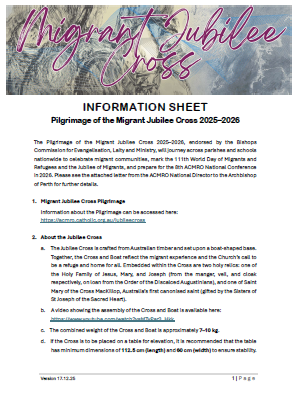 Migrant Jubilee
Cross
INFORMATION SHEET
Pilgrimage of the Migrant Jubilee Cross 2025–2026
The Pilgrimage of the Migrant Jubilee Cross 2025–2026, endorsed by the Bishops
Commission for Evangelisation, Laity and Ministry, will journey across parishes and schools
nationwide to celebrate migrant communities, mark the 111th World Day of Migrants and
Refugees and the Jubilee of Migrants, and prepare for the 8th ACMRO National Conference
in 2026. Please see the attached letter from the ACMRO National Director to the Archbishop
of Perth for further details.
1. Migrant Jubilee Cross Pilgrimage
Information about the Pilgrimage can be accessed here:
https://acmro.catholic.org.au/jubileecross
2. About the Jubilee Cross
a. The Jubilee Cross is crafted from Australian timber and set upon a boat-shaped base.
Together, the Cross and Boat reflect the migrant experience and the Church's call to
be a refuge and home for all. Embedded within the Cross are two holy relics: one of
the Holy Family of Jesus, Mary, and Joseph (from the manger, veil, and cloak
respectively, on loan from the Order of the Discalced Augustinians), and one of Saint
Mary of the Cross MacKillop, Australia's first canonised saint (gifted by the Sisters of
St Joseph of the Sacred Heart).
b. A video showing the assembly of the Cross and Boat is available here:
https://www.youtube.com/watch?v=
c. The combined weight of the Cross and Boat is approximately 7–10 kg.
d. If the Cross is to be placed on a table for elevation, it is recommended that the table
has minimum dimensions of 112.5 cm (length) and 60 cm (width) to ensure stability.
Version 17.12.25 1 | Page